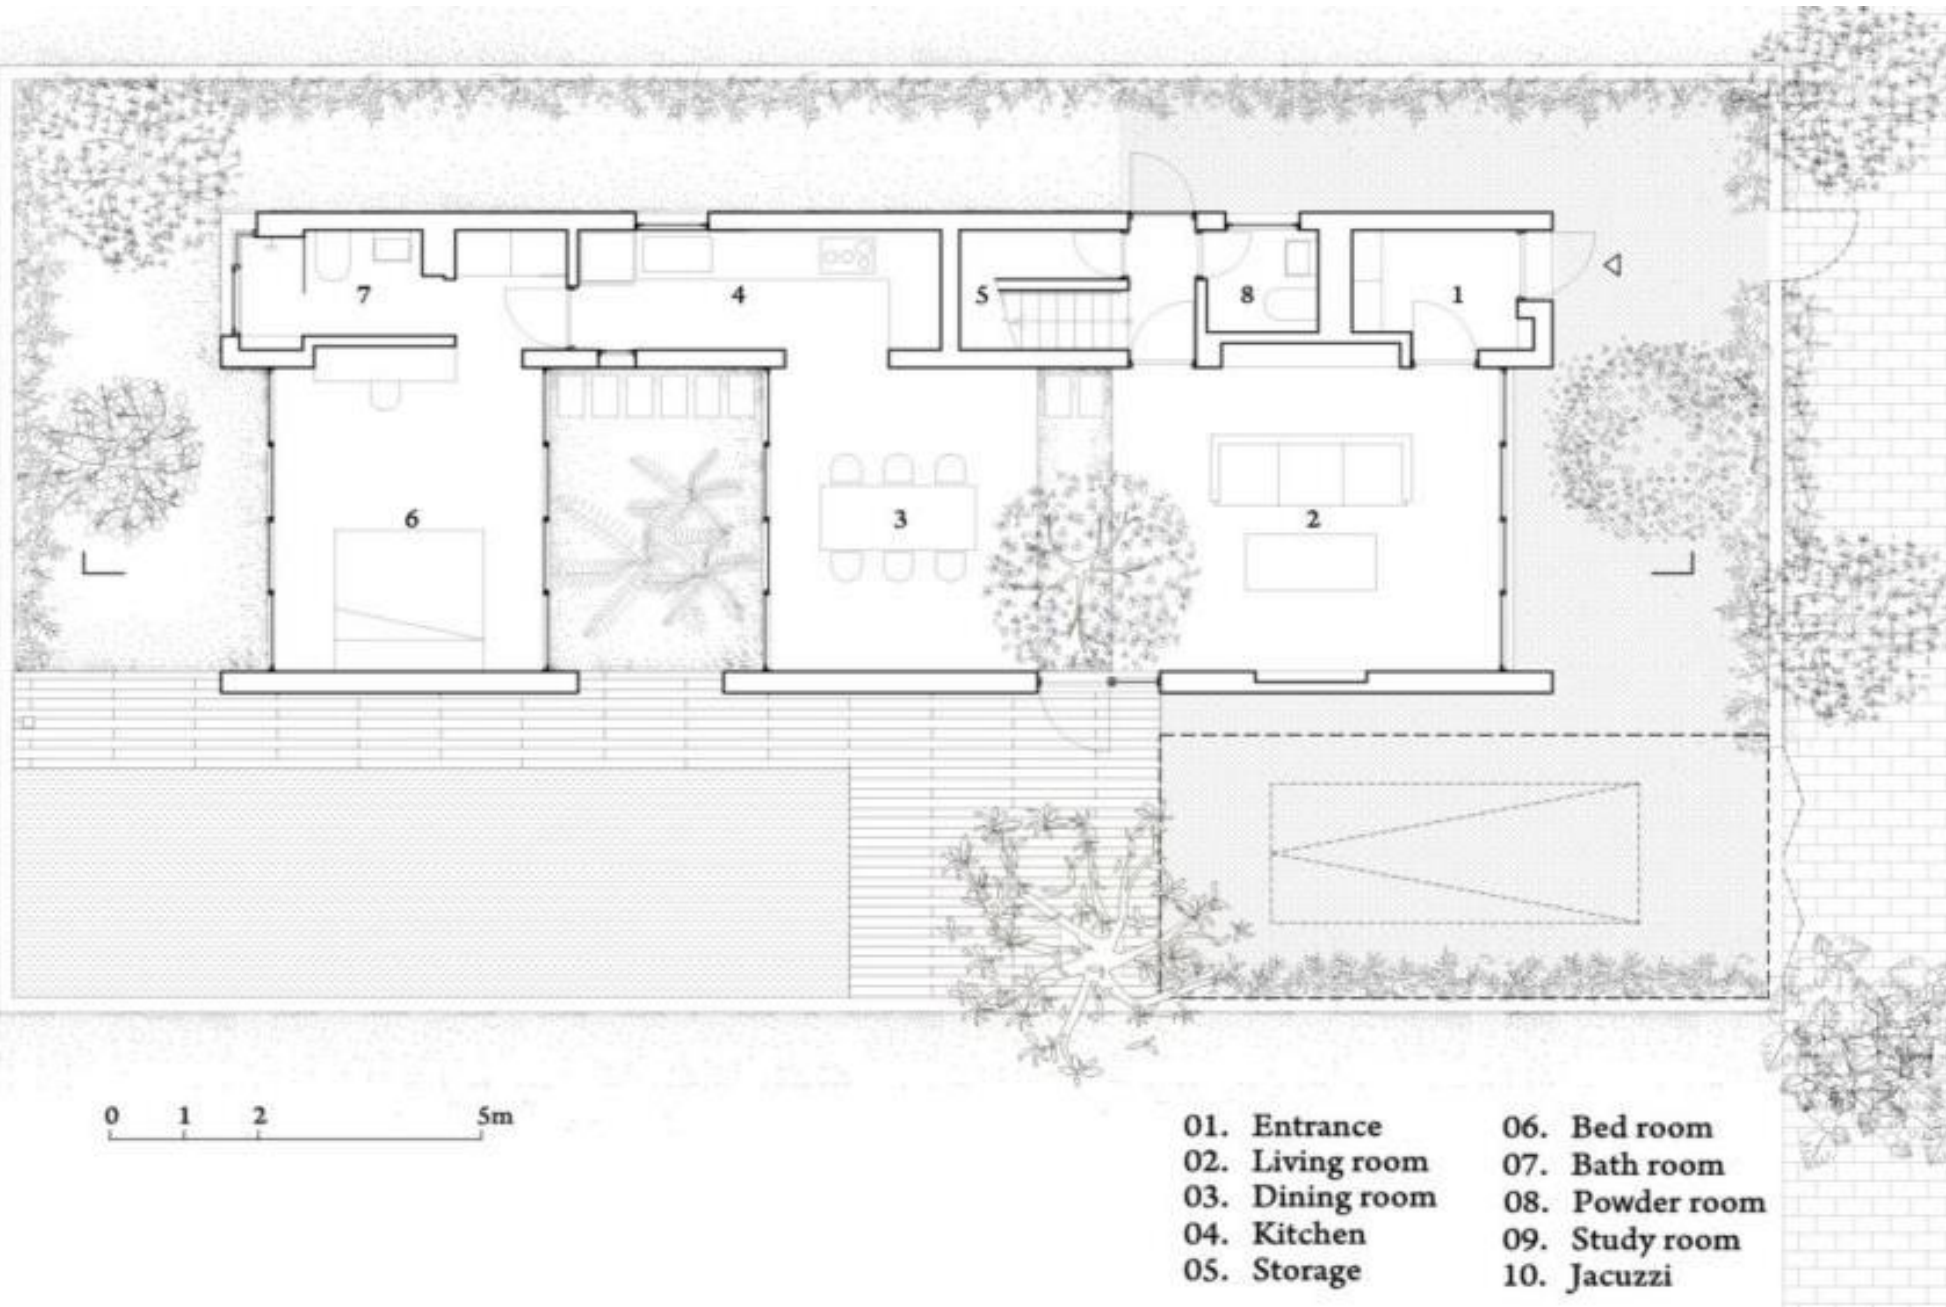 7
4
5
8
1
6
3
2
0 1 2 5m
01. Entrance
02. Living room
03. Dining room
04. Kitchen
05. Storage
06. Bed room
07. Bath room
08. Powder room
09. Study room
10. Jacuzzi